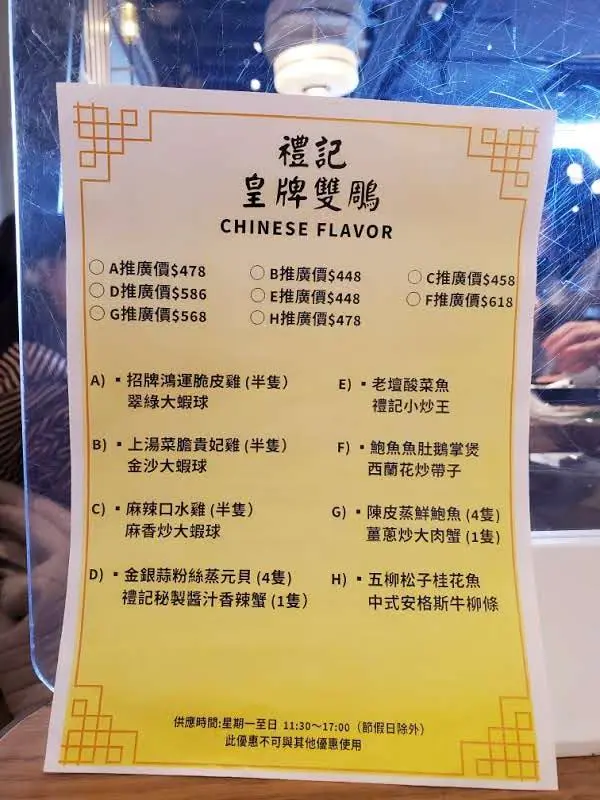 禮記
皇牌雙鵰
CHINESE FLAVOR
○ A推廣價$478
○ B推廣價$448
○ C推廣價$458
○ D推廣價$586
○ E推廣價$448
○ F推廣價$618
○ G推廣價$568
○ H推廣價$478
A) ▪ 招牌鴻運脆皮雞 (半隻)
翠綠大蝦球
B) ▪ 上湯菜膽貴妃雞 (半隻)
金沙大蝦球
C) ▪ 麻辣口水雞 (半隻)
麻香炒大蝦球
D) ▪ 金銀蒜粉絲蒸元貝 (4隻)
禮記秘製醬汁香辣蟹 (1隻)
E) ▪ 老壇酸菜魚
禮記小炒王
F) ▪ 鮑魚魚肚鵝掌煲
西蘭花炒帶子
G) ▪ 陳皮蒸鮮鮑魚 (4隻)
薑蔥炒大肉蟹 (1隻)
H) ▪ 五柳松子桂花魚
中式安格斯牛柳條
供應時間:星期一至日 11:30~17:00 (節假日除外)
此優惠不可與其他優惠使用